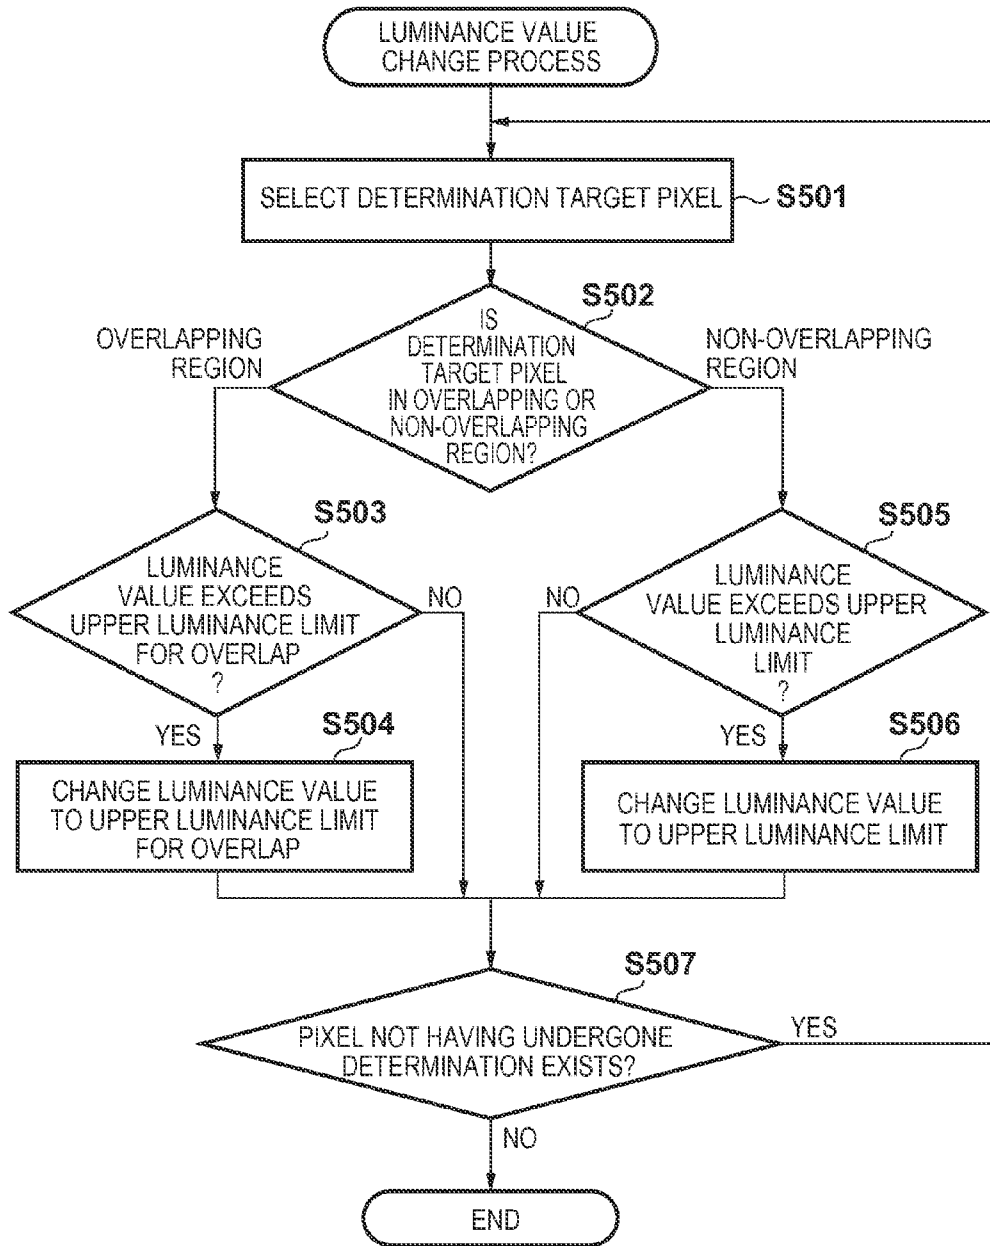 LUMINANCE VALUE
CHANGE PROCESS
SELECT DETERMINATION TARGET PIXEL
S501
S502
IS
DETERMINATION
TARGET PIXEL
IN OVERLAPPING OR
NON-OVERLAPPING
REGION?
OVERLAPPING
REGION
NON-OVERLAPPING
REGION
S503
LUMINANCE
VALUE EXCEEDS
UPPER LUMINANCE LIMIT
FOR OVERLAP
?
NO
YES
S505
LUMINANCE
VALUE EXCEEDS UPPER
LUMINANCE
LIMIT
?
NO
YES
S504
CHANGE LUMINANCE VALUE
TO UPPER LUMINANCE LIMIT
FOR OVERLAP
S506
CHANGE LUMINANCE VALUE
TO UPPER LUMINANCE LIMIT
S507
PIXEL NOT HAVING UNDERGONE
DETERMINATION EXISTS?
YES
NO
END